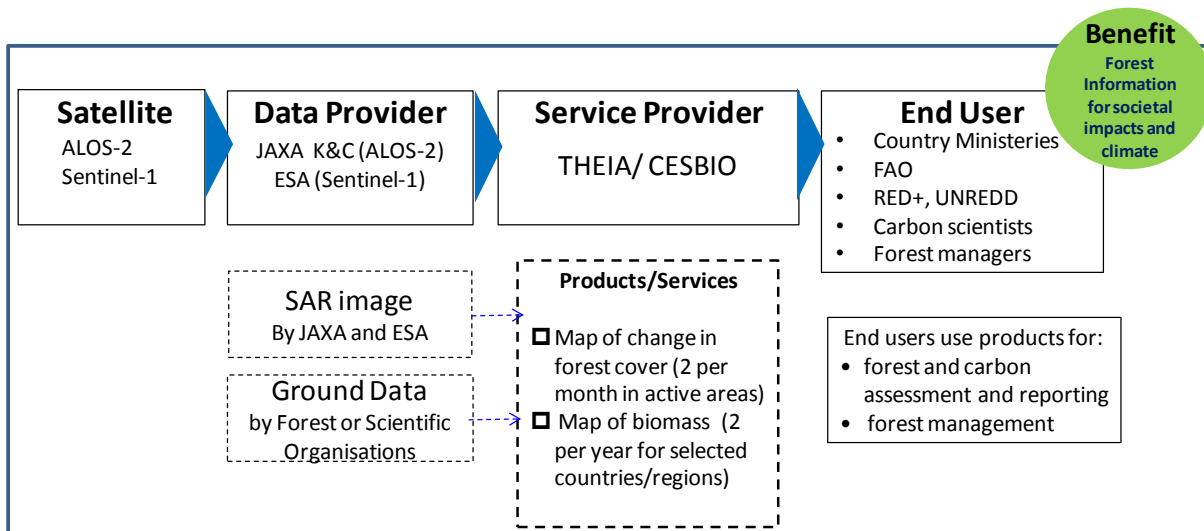 Benefit
Forest
Information
for societal
impacts and
climate
Satellite
ALOS-2
Sentinel-1
Data Provider
JAXA K&C (ALOS-2)
ESA (Sentinel-1)
Service Provider
THEIA/ CESBIO
End User
• Country Ministeries
• FAO
• RED+, UNREDD
• Carbon scientists
• Forest managers
SAR image
By JAXA and ESA
Ground Data
by Forest or Scientific
Organisations
Products/Services
❑ Map of change in
forest cover (2 per
month in active areas)
❑ Map of biomass (2
per year for selected
countries/regions)
End users use products for:
• forest and carbon
assessment and reporting
• forest management